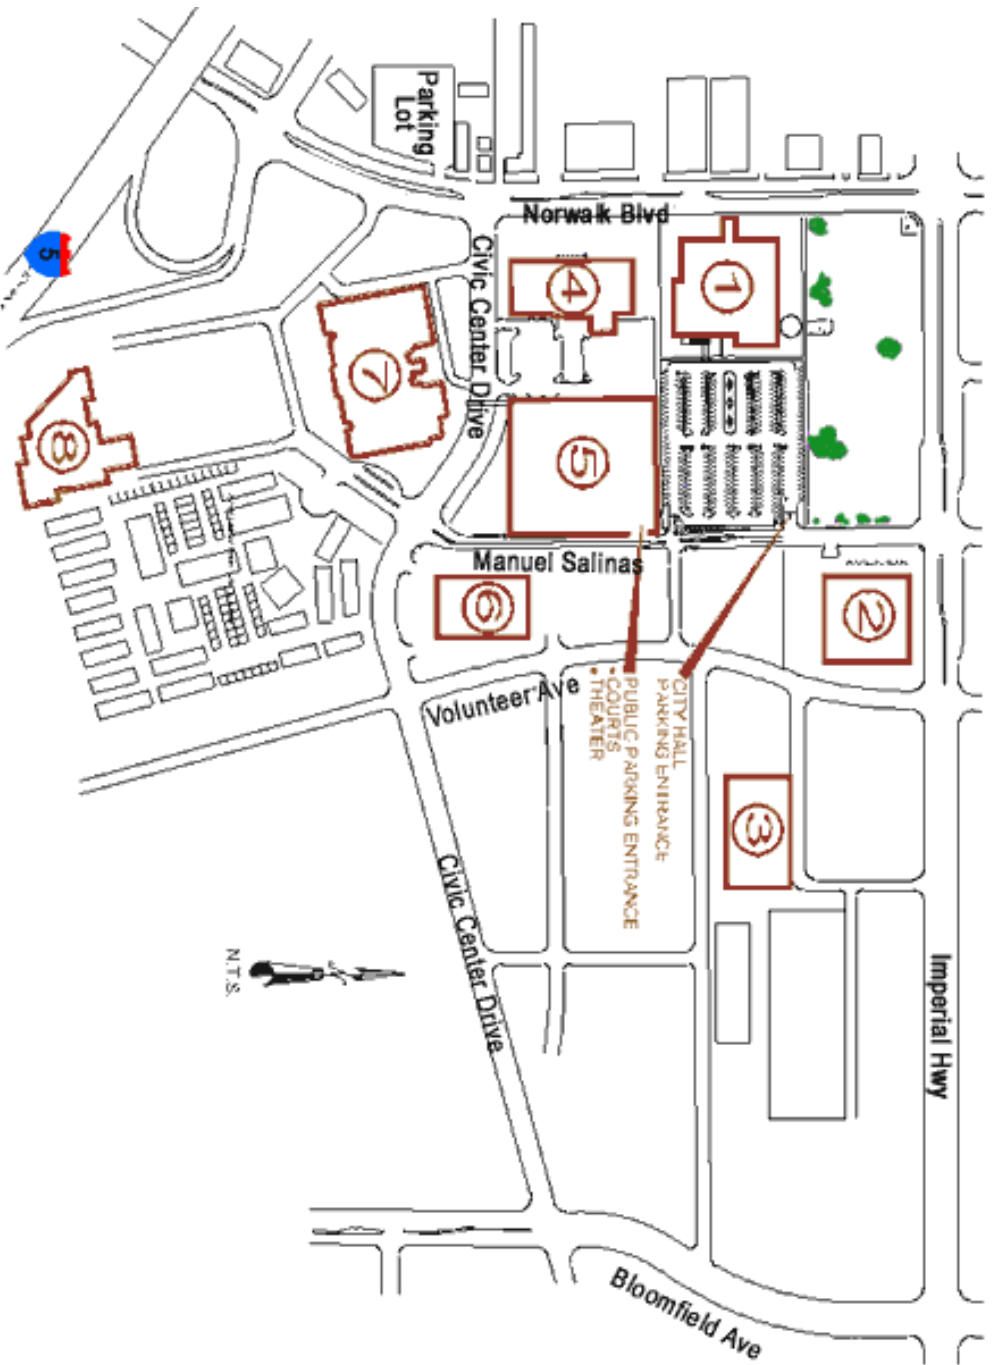 Parking
Lot
Norwalk Blvd
5
Civic Center Drive
1
4
7
8
5
Manuel Salinas
6
2
Volunteer Ave
CITY HALL
PARKING ENTRANCE
PUBLIC PARKING ENTRANCE
• COURTS
• THEATER
3
Civic Center Drive
N.T.S.
Imperial Hwy
Bloomfield Ave